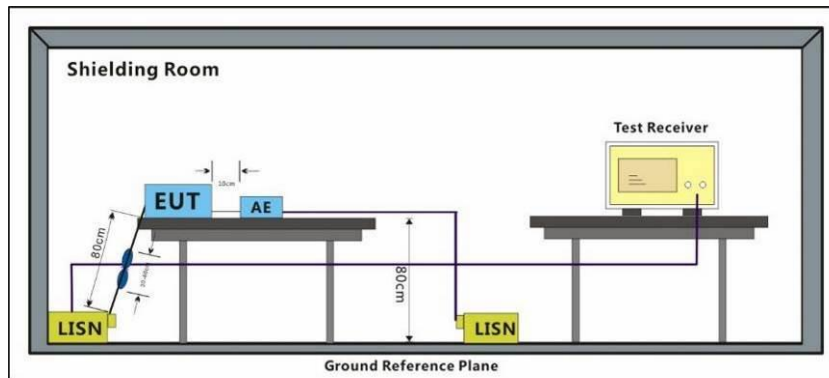 Shielding Room
Test Receiver
10cm
EUT
AE
80cm
80cm
LISN
LISN
Ground Reference Plane